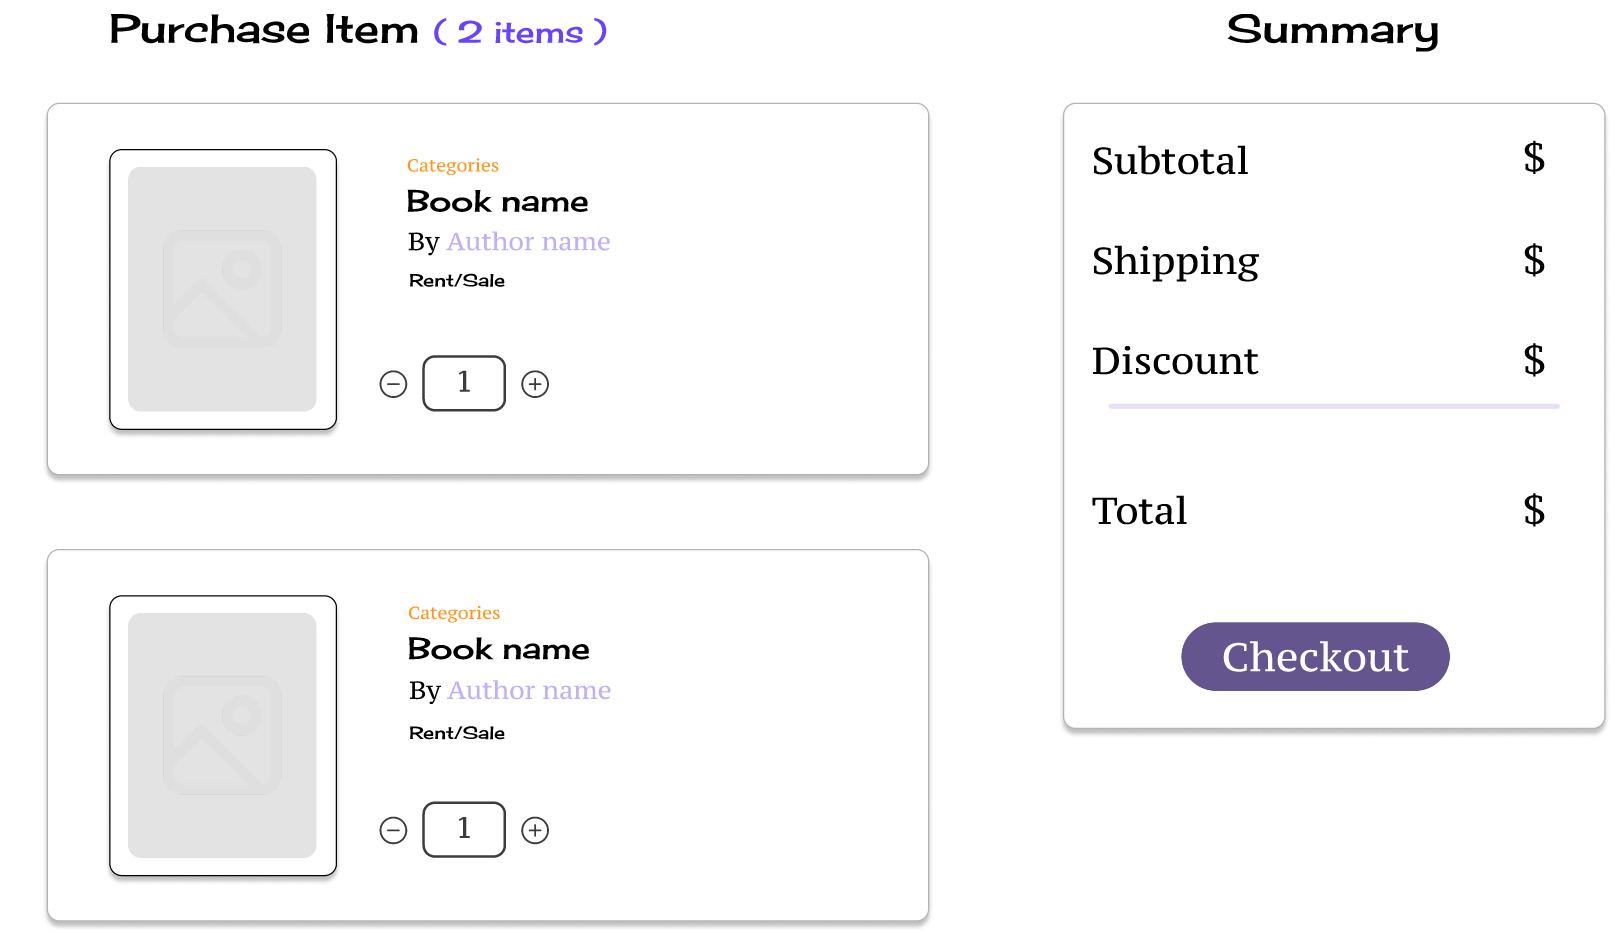 Purchase Item ( 2 items )
Categories
Book name
By Author name
Rent/Sale
1
Categories
Book name
By Author name
Rent/Sale
1
Summary
Subtotal $
Shipping $
Discount $
Total $
Checkout